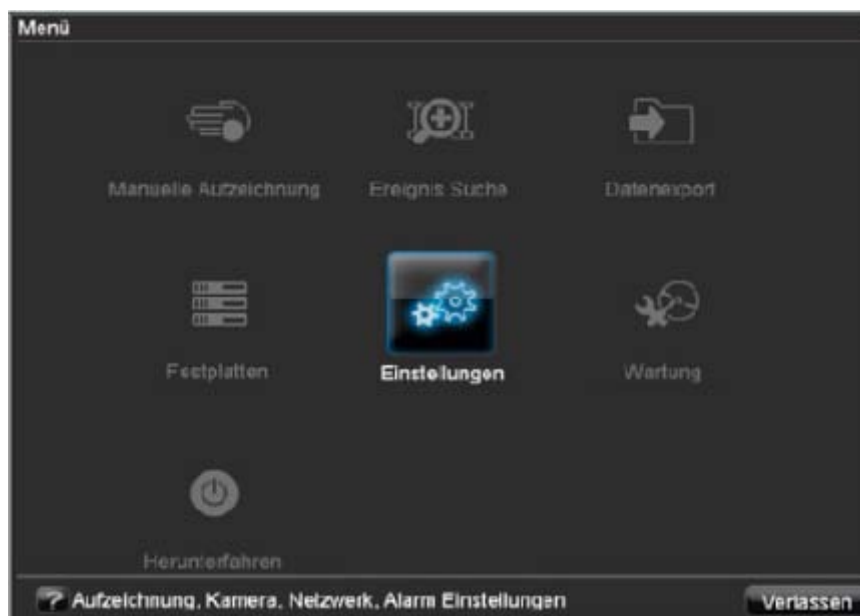 Menü
Manuelle Aufzeichnung
Ereignis Suche
Datenexport
Festplatten
Einstellungen
Wartung
Herunterfahren
? Aufzeichnung, Kamera, Netzwerk, Alarm Einstellungen
Verlassen